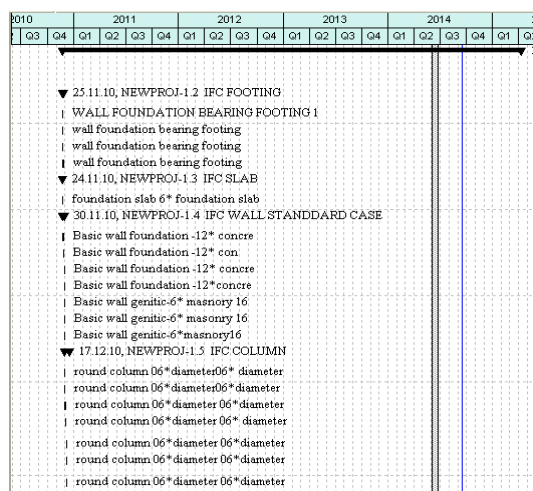 2010 2011 2012 2013 2014
Q3 Q4 Q1 Q2 Q3 Q4 Q1 Q2 Q3 Q4 Q1 Q2 Q3 Q4 Q1 Q2 Q3 Q4 Q1
25.11.10, NEWPROJ-1.2 IFC FOOTING
WALL FOUNDATION BEARING FOOTING 1
wall foundation bearing footing
wall foundation bearing footing
wall foundation bearing footing
24.11.10, NEWPROJ-1.3 IFC SLAB
foundation slab 6* foundation slab
30.11.10, NEWPROJ-1.4 IFC WALL STANDDARD CASE
Basic wall foundation -12* concre
Basic wall foundation -12* con
Basic wall foundation -12* concre
Basic wall foundation -12*concre
Basic wall genitic-6* masnory 16
Basic wall genitic-6* masonry 16
Basic wall genitic-6*masnory16
17.12.10, NEWPROJ-1.5 IFC COLUMN
round column 06*diameter06* diameter
round column 06*diameter06*diameter
round column 06*diameter 06*diameter
round column 06*diameter 06*diameter
round column 06*diameter 06*diameter
round column 06*diameter 06*diameter
round column 06*diameter 06*diameter